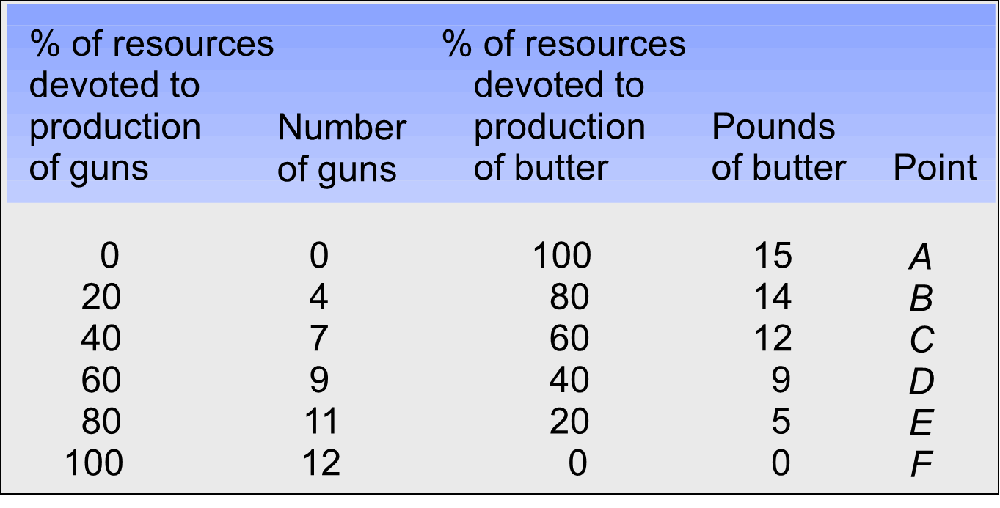 % of resources devoted to production of guns | Number of guns | % of resources devoted to production of butter | Pounds of butter | Point
0 | 0 | 100 | 15 | A
20 | 4 | 80 | 14 | B
40 | 7 | 60 | 12 | C
60 | 9 | 40 | 9 | D
80 | 11 | 20 | 5 | E
100 | 12 | 0 | 0 | F